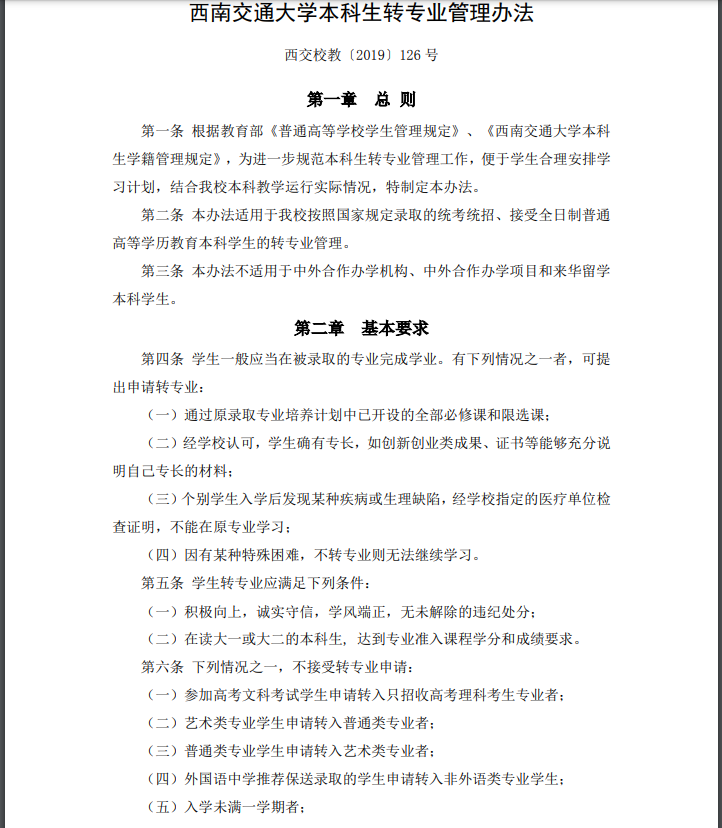 西南交通大学本科生转专业管理办法
西交校教〔2019〕126 号
第一章 总 则
第一条 根据教育部《普通高等学校学生管理规定》、《西南交通大学本科
生学籍管理规定》，为进一步规范本科生转专业管理工作，便于学生合理安排学
习计划，结合我校本科教学运行实际情况，特制定本办法。
第二条 本办法适用于我校按照国家规定录取的统考统招、接受全日制普通
高等学历教育本科学生的转专业管理。
第三条 本办法不适用于中外合作办学机构、中外合作办学项目和来华留学
本科学生。
第二章 基本要求
第四条 学生一般应当在被录取的专业完成学业。有下列情况之一者，可提
出申请转专业：
（一）通过原录取专业培养计划中已开设的全部必修课和限选课；
（二）经学校认可，学生确有专长，如创新创业类成果、证书等能够充分说
明自己专长的材料；
（三）个别学生入学后发现某种疾病或生理缺陷，经学校指定的医疗单位检
查证明，不能在原专业学习；
（四）因有某种特殊困难，不转专业则无法继续学习。
第五条 学生转专业应满足下列条件：
（一）积极向上，诚实守信，学风端正，无未解除的违纪处分；
（二）在读大一或大二的本科生，达到专业准入课程学分和成绩要求。
第六条 下列情况之一，不接受转专业申请：
（一）参加高考文科考试学生申请转入只招收高考理科考生专业者；
（二）艺术类专业学生申请转入普通类专业者；
（三）普通类专业学生申请转入艺术类专业者；
（四）外国语中学推荐保送录取的学生申请转入非外语类专业学生；
（五）入学未满一学期者；